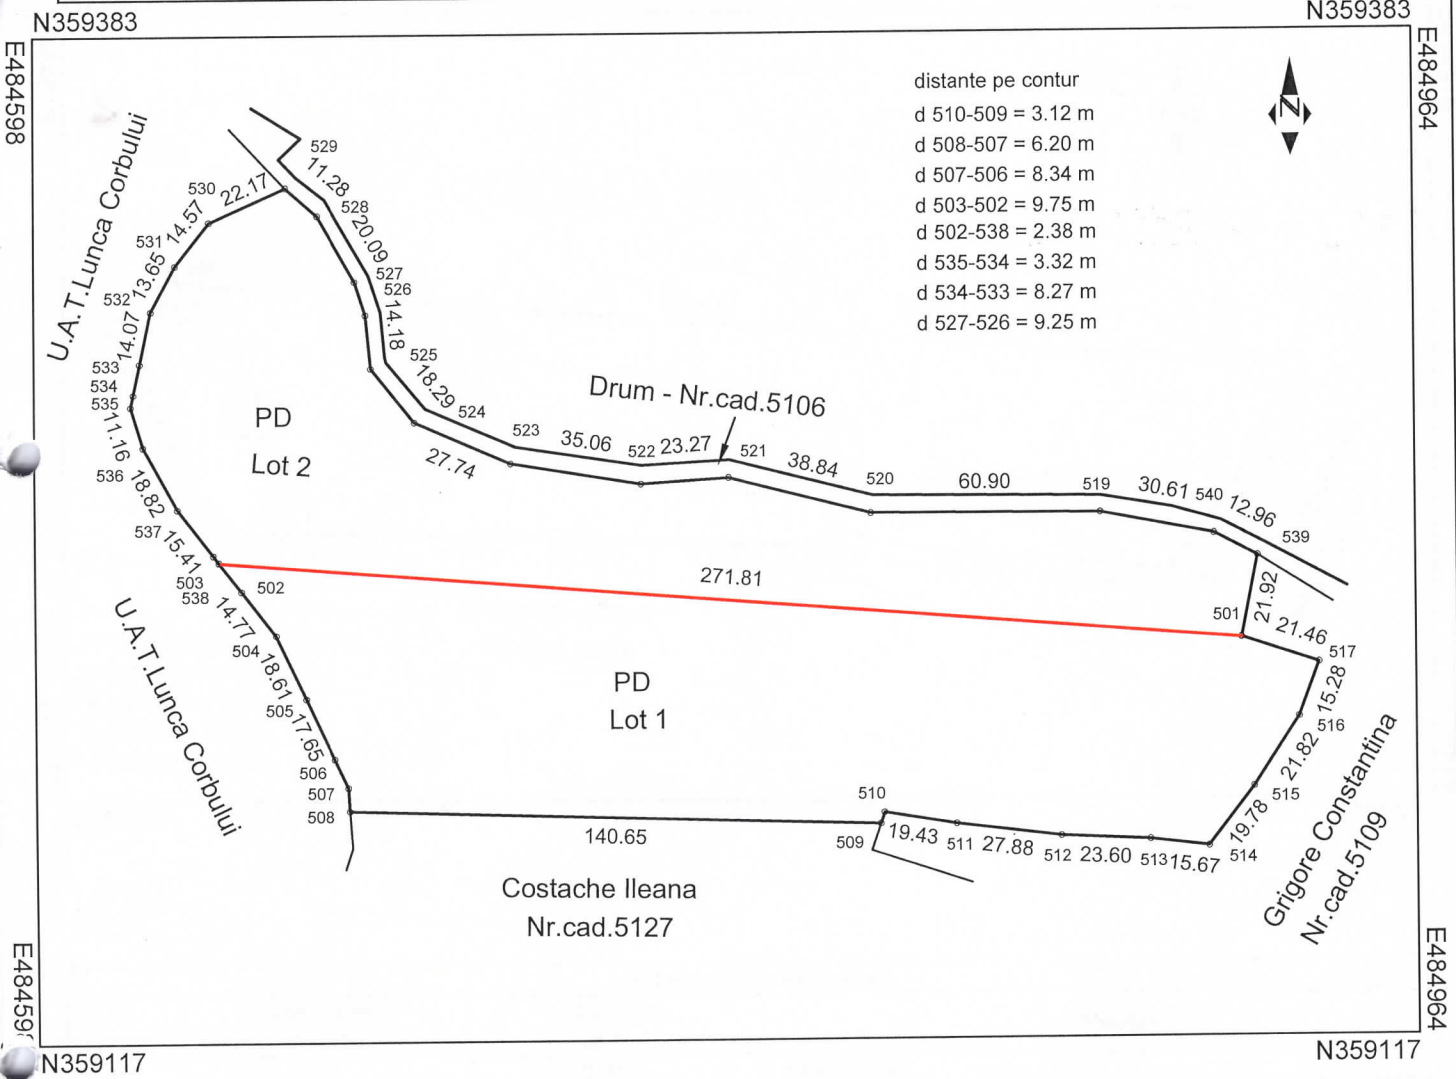 N359383
N359383
E484598
E484964
distante pe contur
d 510-509 = 3.12 m
d 508-507 = 6.20 m
d 507-506 = 8.34 m
d 503-502 = 9.75 m
d 502-538 = 2.38 m
d 535-534 = 3.32 m
d 534-533 = 8.27 m
d 527-526 = 9.25 m
N
U.A.T.Lunca Corbului
529
11.28
530
22.17
528
20.09
14.57
531
13.65
527
526
532
14.18
14.07
525
533
18.29
534
535
524
Drum - Nr.cad.5106
PD
Lot 2
11.16
523
35.06
522
23.27
521
38.84
27.74
536
520
60.90
519
30.61
540
12.96
539
18.82
537
15.41
271.81
503
502
538
14.77
21.92
501
21.46
517
U.A.T.Lunca Corbului
504
18.61
15.28
PD
Lot 1
505
17.65
516
21.82
506
507
508
510
515
19.78
140.65
509
19.43
511
27.88
512
23.60
513
15.67
514
Grigore Constantina
Nr.cad.5109
Costache Ileana
Nr.cad.5127
E484964
N359117
N359117